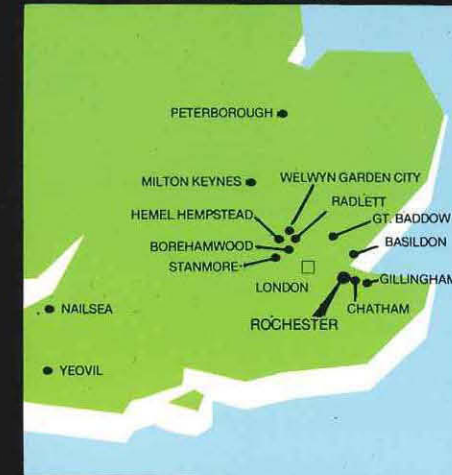 PETERBOROUGH
MILTON KEYNES
WELWYN GARDEN CITY
RADLETT
HEMEL HEMPSTEAD
GT. BADDOW
BOREHAMWOOD
BASILDON
STANMORE
LONDON
GILLINGHAM
CHATHAM
ROCHESTER
NAILSEA
YEOVIL